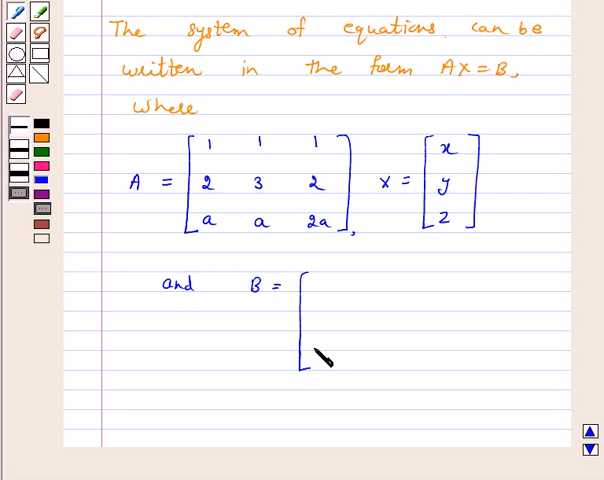 The system of equations can be
written in the form AX = B,
where
A = [ 1 1 1
2 3 2
a a 2a ], X = [ x
y
z ]
and B = [